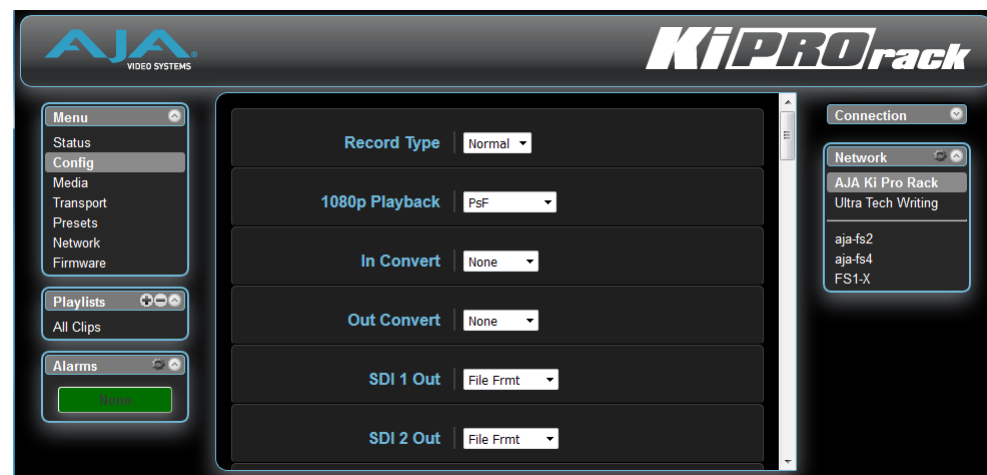 AJA
VIDEO SYSTEMS
KiPROrack
Menu
Status
Config
Media
Transport
Presets
Network
Firmware
Playlists
All Clips
Alarms
None
Record Type Normal
1080p Playback PsF
In Convert None
Out Convert None
SDI 1 Out File Frmt
SDI 2 Out File Frmt
Connection
Network
AJA Ki Pro Rack
Ultra Tech Writing
aja-fs2
aja-fs4
FS1-X